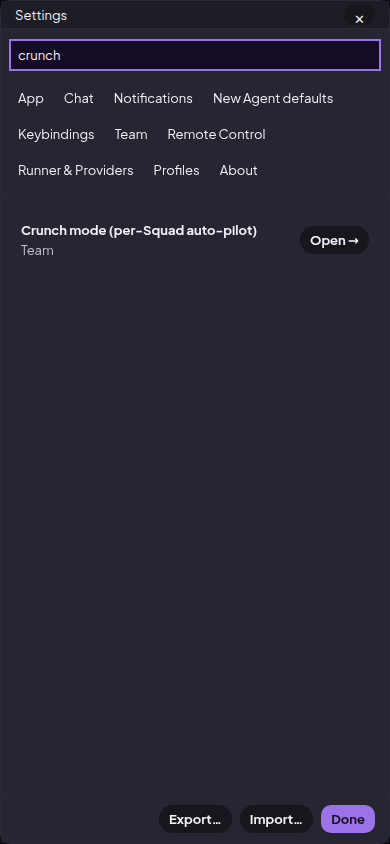 Settings
×
crunch
App Chat Notifications New Agent defaults
Keybindings Team Remote Control
Runner & Providers Profiles About
Crunch mode (per-Squad auto-pilot)
Team
Open →
Export… Import… Done